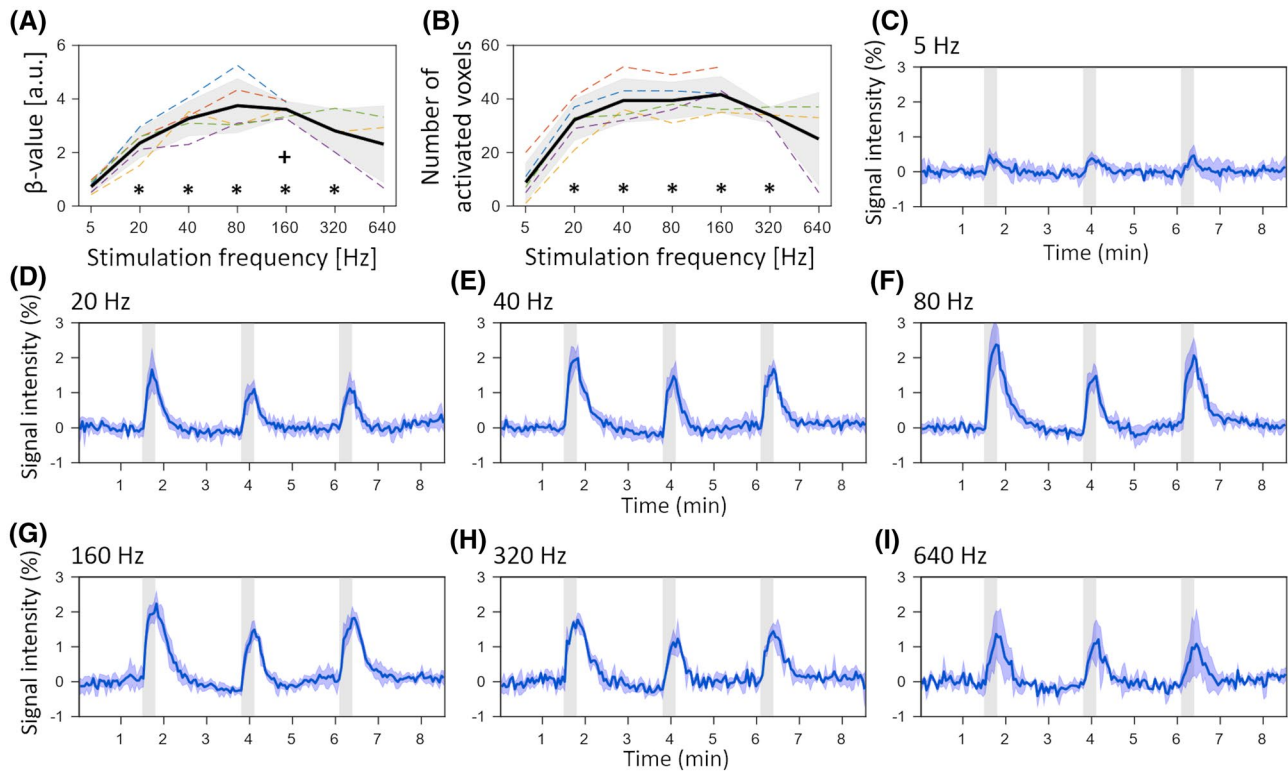 (A)
β-value [a.u.]
6
4
2
0
+
* * * * *
5 20 40 80 160 320 640
Stimulation frequency [Hz]
(B)
Number of
activated voxels
60
40
20
0
* * * * *
5 20 40 80 160 320 640
Stimulation frequency [Hz]
(C)
5 Hz
Signal intensity (%)
3
2
1
0
-1
1 2 3 4 5 6 7 8
Time (min)
(D)
20 Hz
Signal intensity (%)
3
2
1
0
-1
1 2 3 4 5 6 7 8
(E)
40 Hz
3
2
1
0
-1
1 2 3 4 5 6 7 8
Time (min)
(F)
80 Hz
3
2
1
0
-1
1 2 3 4 5 6 7 8
(G)
160 Hz
Signal intensity (%)
3
2
1
0
-1
1 2 3 4 5 6 7 8
(H)
320 Hz
3
2
1
0
-1
1 2 3 4 5 6 7 8
Time (min)
(I)
640 Hz
3
2
1
0
-1
1 2 3 4 5 6 7 8